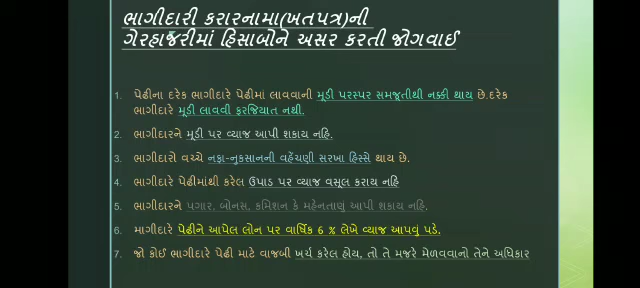 ભાગીદારી કરારનામા(ખતપત્ર)ની
ગેરહાજરીમાં હિસાબોને અસર કરતી જોગવાઈ
1. પેઢીના દરેક ભાગીદારે પેઢીમાં લાવવાની મૂડી પરસ્પર સમજૂતીથી નક્કી થાય છે.દરેક
ભાગીદારે મૂડી લાવવી ફરજિયાત નથી.
2. ભાગીદારને મૂડી પર વ્યાજ આપી શકાય નહિ.
3. ભાગીદારો વચ્ચે નફા-નુકસાનની વહેંચણી સરખા હિસ્સે થાય છે.
4. ભાગીદારે પેઢીમાંથી કરેલ ઉપાડ પર વ્યાજ વસૂલ કરાય નહિ
5. ભાગીદારને પગાર, બોનસ, કમિશન કે મહેનતાણું આપી શકાય નહિ.
6. માગીદારે પેઢીને આપેલ લોન પર વાર્ષિક 6 % લેખે વ્યાજ આપવું પડે.
7. જો કોઈ ભાગીદારે પેઢી માટે વાજબી ખર્ચ કરેલ હોય, તો તે મજરે મેળવવાનો તેને અધિકાર